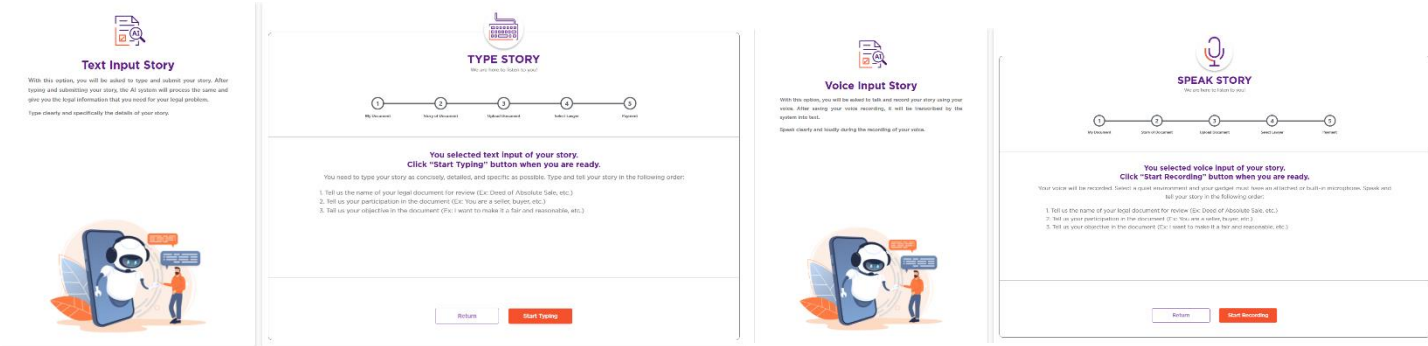 Text Input Story
With this option, you will be asked to type and submit your story. After
typing and submitting your story, the AI system will process the same and
give you the legal information that you need for your legal problem.
Type clearly and specifically the details of your story.
TYPE STORY
We are here to listen to you!
1 2 3 4 5
My Document Story of Document Upload Document Select Lawyer Payment
You selected text input of your story.
Click “Start Typing” button when you are ready.
You need to type your story as concisely, detailed, and specific as possible. Type and tell your story in the following order:
1. Tell us the name of your legal document for review (Ex: Deed of Absolute Sale, etc.)
2. Tell us your participation in the document (Ex: You are a seller, buyer, etc.)
3. Tell us your objective in the document (Ex: I want to make it a fair and reasonable, etc.)
Return Start Typing
Voice Input Story
With this option, you will be asked to talk and record your story using your
voice. After saving your voice recording, it will be transcribed by the
system into text.
Speak clearly and loudly during the recording of your voice.
SPEAK STORY
We are here to listen to you!
1 2 3 4 5
My Document Story of Document Upload Document Select Lawyer Payment
You selected voice input of your story.
Click “Start Recording” button when you are ready.
Your voice will be recorded. Select a quiet environment and your gadget must have an attached or built-in microphone. Speak and
tell your story in the following order:
1. Tell us the name of your legal document for review (Ex: Deed of Absolute Sale, etc.)
2. Tell us your participation in the document (Ex: You are a seller, buyer, etc.)
3. Tell us your objective in the document (Ex: I want to make it a fair and reasonable, etc.)
Return Start Recording